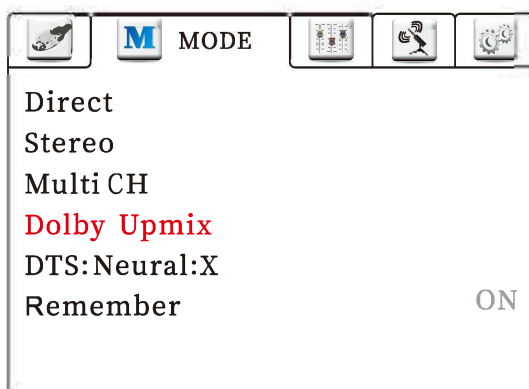 M MODE
Direct
Stereo
Multi CH
Dolby Upmix
DTS:Neural:X
Remember ON